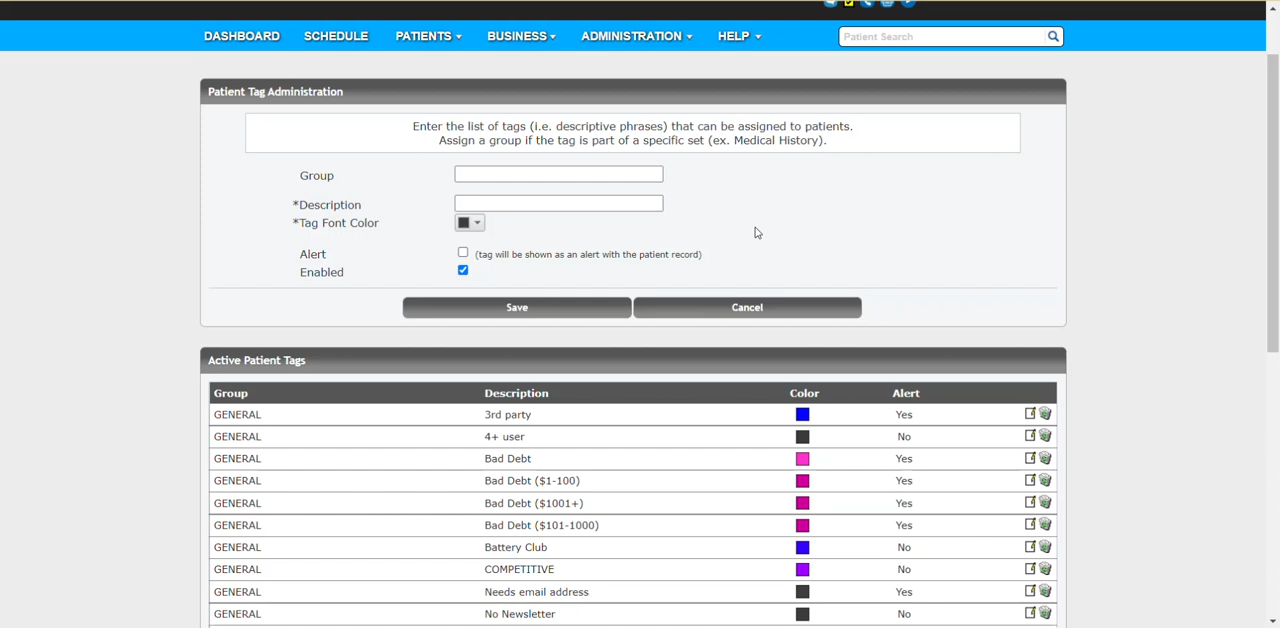 DASHBOARD SCHEDULE PATIENTS BUSINESS ADMINISTRATION HELP Patient Search
Patient Tag Administration
Enter the list of tags (i.e. descriptive phrases) that can be assigned to patients.
Assign a group if the tag is part of a specific set (ex. Medical History).
Group
*Description
*Tag Font Color
Alert (tag will be shown as an alert with the patient record)
Enabled
Save Cancel
Active Patient Tags
Group Description Color Alert
GENERAL 3rd party Yes
GENERAL 4+ user No
GENERAL Bad Debt Yes
GENERAL Bad Debt ($1-100) Yes
GENERAL Bad Debt ($1001+) Yes
GENERAL Bad Debt ($101-1000) Yes
GENERAL Battery Club No
GENERAL COMPETITIVE No
GENERAL Needs email address Yes
GENERAL No Newsletter No